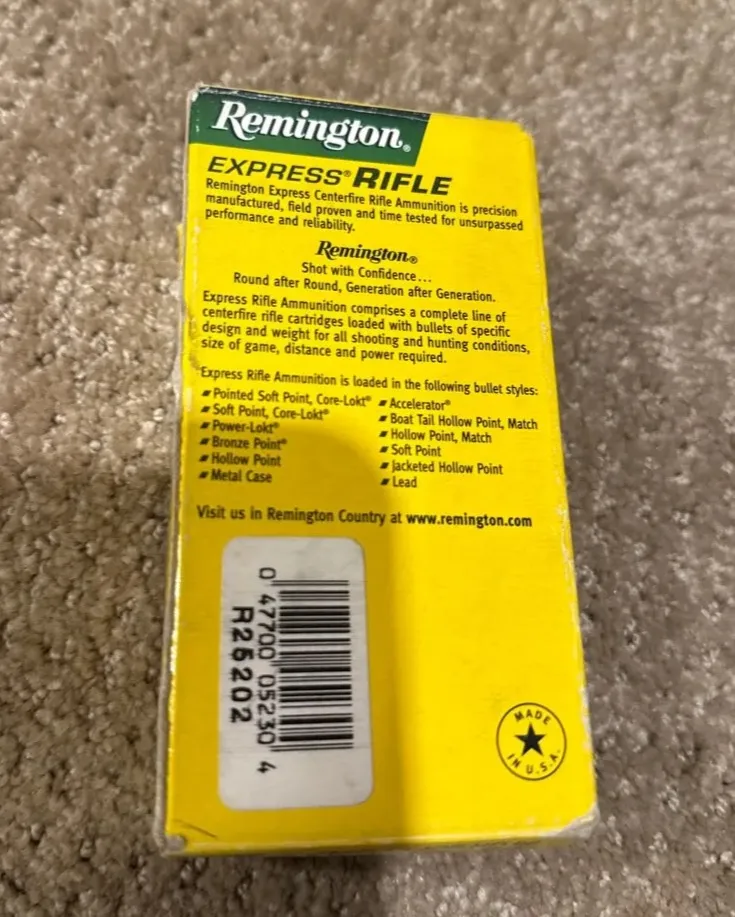 Remington®
EXPRESS® RIFLE
Remington Express Centerfire Rifle Ammunition is precision
manufactured, field proven and time tested for unsurpassed
performance and reliability.
Remington®
Shot with Confidence...
Round after Round, Generation after Generation.
Express Rifle Ammunition comprises a complete line of
centerfire rifle cartridges loaded with bullets of specific
design and weight for all shooting and hunting conditions,
size of game, distance and power required.
Express Rifle Ammunition is loaded in the following bullet styles:
Pointed Soft Point, Core-Lokt®
Soft Point, Core-Lokt®
Power-Lokt®
Bronze Point®
Hollow Point
Metal Case
Accelerator®
Boat Tail Hollow Point, Match
Hollow Point, Match
Soft Point
Jacketed Hollow Point
Lead
Visit us in Remington Country at www.remington.com
0 47700 05230 4
R25202
MADE
IN U.S.A.